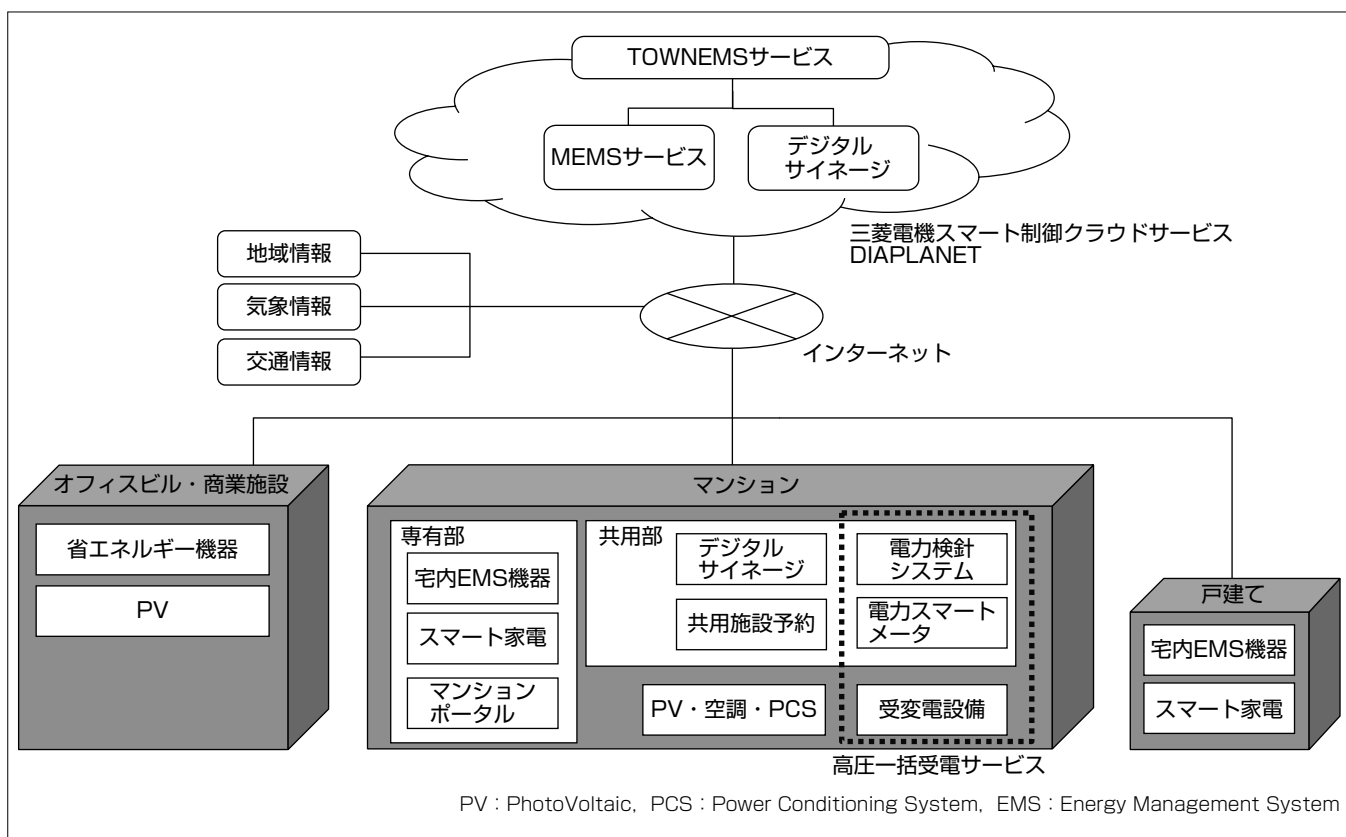 TOWNEMSサービス
MEMSサービス
デジタル
サイネージ
三菱電機スマート制御クラウドサービス
DIAPLANET
地域情報
気象情報
交通情報
インターネット
オフィスビル・商業施設
省エネルギー機器
PV
マンション
専有部
宅内EMS機器
スマート家電
マンション
ポータル
共用部
デジタル
サイネージ
共用施設予約
電力検針
システム
電力スマート
メータ
PV・空調・PCS
受変電設備
高圧一括受電サービス
戸建て
宅内EMS機器
スマート家電
PV:PhotoVoltaic, PCS:Power Conditioning System, EMS:Energy Management System